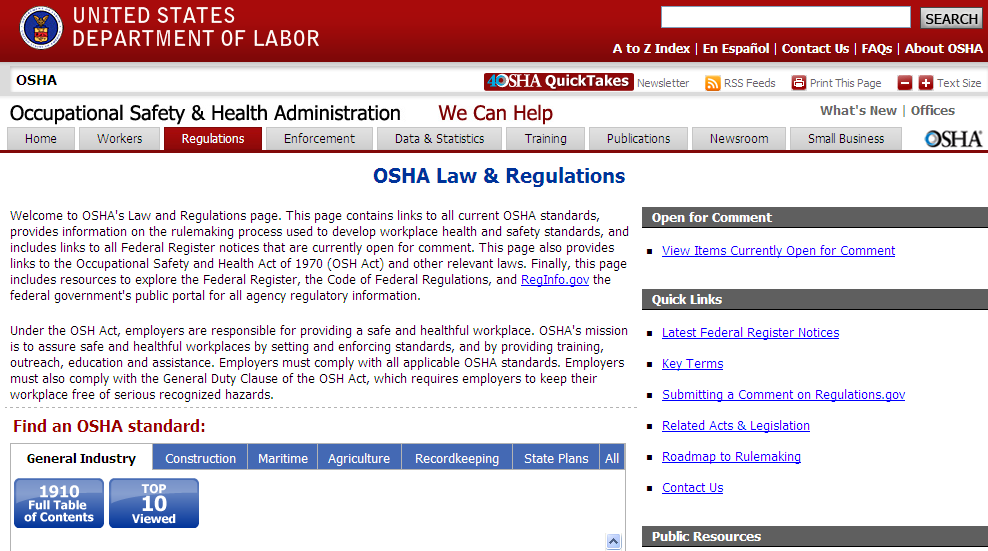 UNITED STATES
DEPARTMENT OF LABOR
SEARCH
A to Z Index | En Español | Contact Us | FAQs | About OSHA
OSHA
40 OSHA QuickTakes Newsletter RSS Feeds Print This Page Text Size
Occupational Safety & Health Administration We Can Help
What's New | Offices
Home Workers Regulations Enforcement Data & Statistics Training Publications Newsroom Small Business OSHA
OSHA Law & Regulations
Welcome to OSHA's Law and Regulations page. This page contains links to all current OSHA standards,
provides information on the rulemaking process used to develop workplace health and safety standards, and
includes links to all Federal Register notices that are currently open for comment. This page also provides
links to the Occupational Safety and Health Act of 1970 (OSH Act) and other relevant laws. Finally, this page
includes resources to explore the Federal Register, the Code of Federal Regulations, and RegInfo.gov the
federal government's public portal for all agency regulatory information.
Under the OSH Act, employers are responsible for providing a safe and healthful workplace. OSHA's mission
is to assure safe and healthful workplaces by setting and enforcing standards, and by providing training,
outreach, education and assistance. Employers must comply with all applicable OSHA standards. Employers
must also comply with the General Duty Clause of the OSH Act, which requires employers to keep their
workplace free of serious recognized hazards.
Find an OSHA standard:
General Industry Construction Maritime Agriculture Recordkeeping State Plans All
1910
Full Table
of Contents
TOP
10
Viewed
Open for Comment
View Items Currently Open for Comment
Quick Links
Latest Federal Register Notices
Key Terms
Submitting a Comment on Regulations.gov
Related Acts & Legislation
Roadmap to Rulemaking
Contact Us
Public Resources